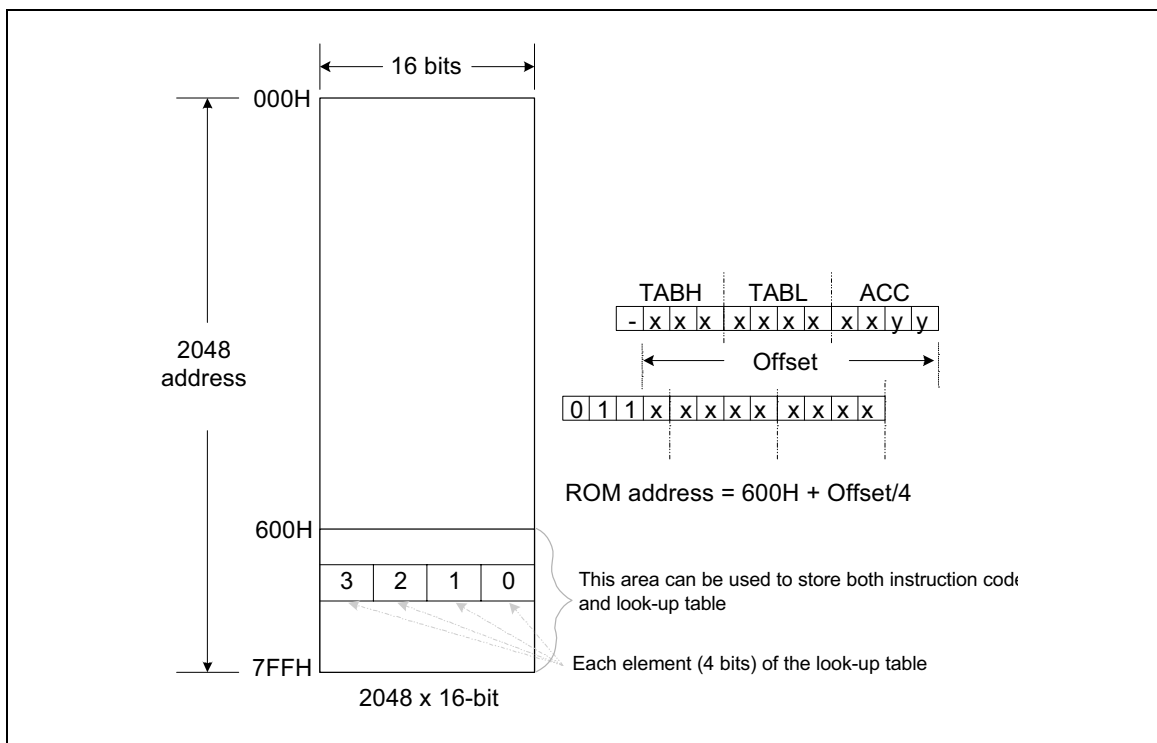 16 bits
000H
2048
address
TABH TABL ACC
- x x x x x x x x x y y
Offset
0 1 1 x x x x x x x x x
ROM address = 600H + Offset/4
600H
3 2 1 0
This area can be used to store both instruction code
and look-up table
Each element (4 bits) of the look-up table
7FFH
2048 x 16-bit